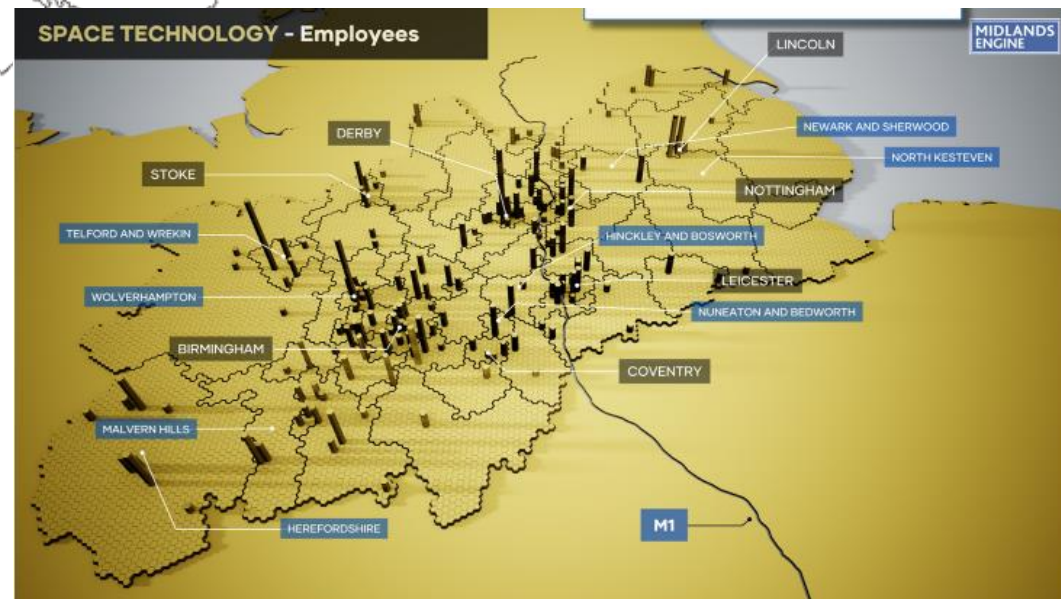 SPACE TECHNOLOGY - Employees
MIDLANDS
ENGINE
LINCOLN
NEWARK AND SHERWOOD
DERBY
NORTH KESTEVEN
STOKE
NOTTINGHAM
TELFORD AND WREKIN
HINCKLEY AND BOSWORTH
LEICESTER
WOLVERHAMPTON
NUNEATON AND BEDWORTH
BIRMINGHAM
COVENTRY
MALVERN HILLS
M1
HEREFORDSHIRE